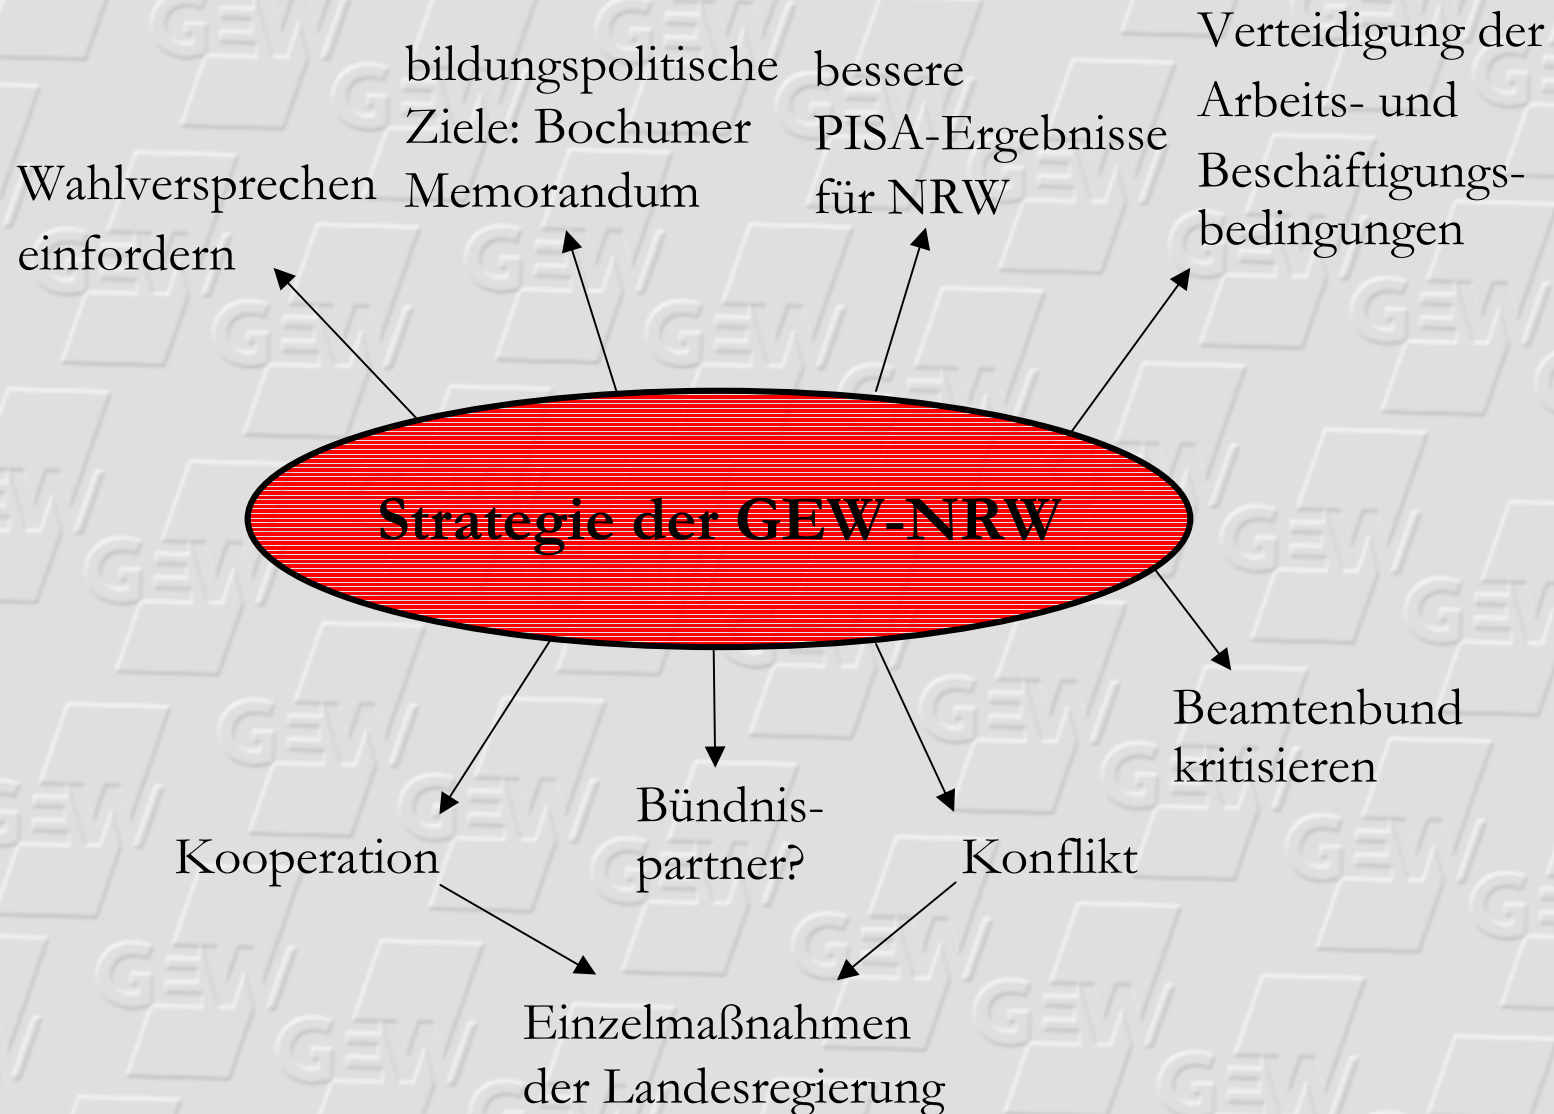 Wahlversprechen
einfordern
bildungspolitische
Ziele: Bochumer
Memorandum
bessere
PISA-Ergebnisse
für NRW
Verteidigung der
Arbeits- und
Beschäftigungs-
bedingungen
Strategie der GEW-NRW
Beamtenbund
kritisieren
Kooperation
Bündnis-
partner?
Konflikt
Einzelmaßnahmen
der Landesregierung